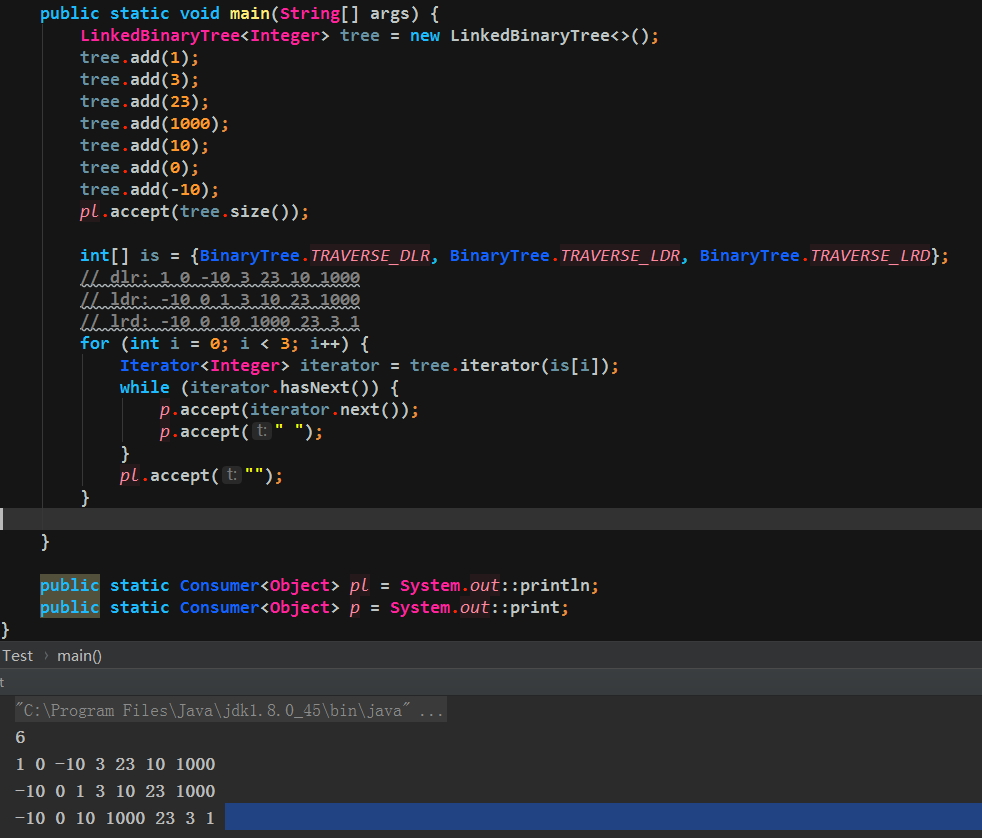 public static void main(String[] args) {
LinkedBinaryTree<Integer> tree = new LinkedBinaryTree<>();
tree.add(1);
tree.add(3);
tree.add(23);
tree.add(1000);
tree.add(10);
tree.add(0);
tree.add(-10);
pl.accept(tree.size());
int[] is = {BinaryTree.TRAVERSE_DLR, BinaryTree.TRAVERSE_LDR, BinaryTree.TRAVERSE_LRD};
// dlr: 1 0 -10 3 23 10 1000
// ldr: -10 0 1 3 10 23 1000
// lrd: -10 0 10 1000 23 3 1
for (int i = 0; i < 3; i++) {
Iterator<Integer> iterator = tree.iterator(is[i]);
while (iterator.hasNext()) {
p.accept(iterator.next());
p.accept( t: " ");
}
pl.accept( t: "");
}
}
public static Consumer<Object> pl = System.out::println;
public static Consumer<Object> p = System.out::print;
}
Test › main()
t
"C:\Program Files\Java\jdk1.8.0_45\bin\java" ...
6
1 0 -10 3 23 10 1000
-10 0 1 3 10 23 1000
-10 0 10 1000 23 3 1